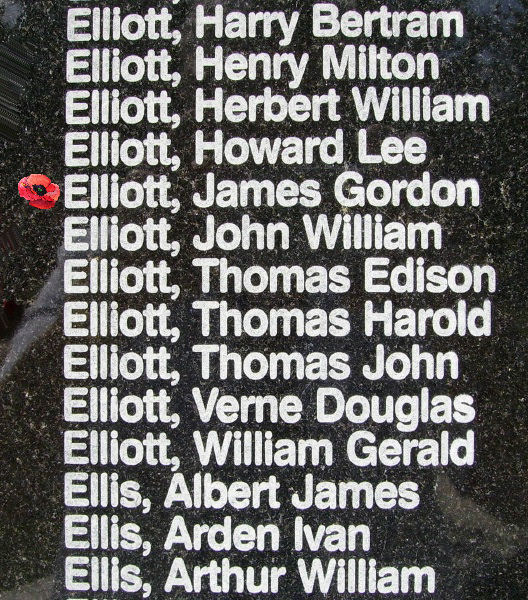 Elliott, Harry Bertram
Elliott, Henry Milton
Elliott, Herbert William
Elliott, Howard Lee
Elliott, James Gordon
Elliott, John William
Elliott, Thomas Edison
Elliott, Thomas Harold
Elliott, Thomas John
Elliott, Verne Douglas
Elliott, William Gerald
Ellis, Albert James
Ellis, Arden Ivan
Ellis, Arthur William